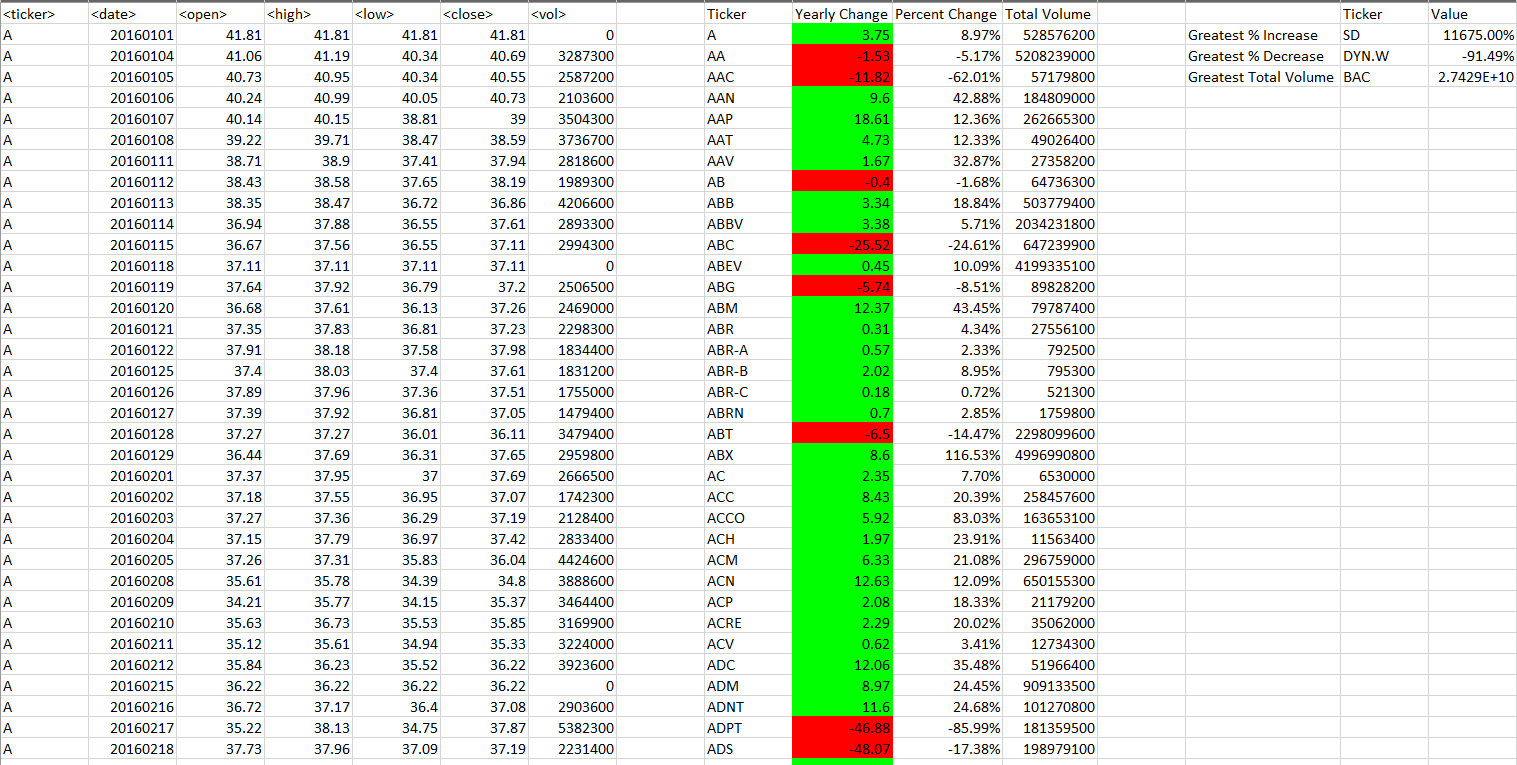 <ticker> <date> <open> <high> <low> <close> <vol> Ticker Yearly Change Percent Change Total Volume Ticker Value
A 20160101 41.81 41.81 41.81 41.81 0 A 3.75 8.97% 528576200 Greatest % Increase SD 11675.00%
A 20160104 41.06 41.19 40.34 40.69 3287300 AA -1.53 -5.17% 5208239000 Greatest % Decrease DYN.W -91.49%
A 20160105 40.73 40.95 40.34 40.55 2587200 AAC -11.82 -62.01% 57179800 Greatest Total Volume BAC 2.7429E+10
A 20160106 40.24 40.99 40.05 40.73 2103600 AAN 9.6 42.88% 184809000
A 20160107 40.14 40.15 38.81 39 3504300 AAP 18.61 12.36% 262665300
A 20160108 39.22 39.71 38.47 38.59 3736700 AAT 4.73 12.33% 49026400
A 20160111 38.71 38.9 37.41 37.94 2818600 AAV 1.67 32.87% 27358200
A 20160112 38.43 38.58 37.65 38.19 1989300 AB -0.4 -1.68% 64736300
A 20160113 38.35 38.47 36.72 36.86 4206600 ABB 3.34 18.84% 503779400
A 20160114 36.94 37.88 36.55 37.61 2893300 ABBV 3.38 5.71% 2034231800
A 20160115 36.67 37.56 36.55 37.11 2994300 ABC -25.52 -24.61% 647239900
A 20160118 37.11 37.11 37.11 37.11 0 ABEV 0.45 10.09% 4199335100
A 20160119 37.64 37.92 36.79 37.2 2506500 ABG -5.74 -8.51% 89828200
A 20160120 36.68 37.61 36.13 37.26 2469000 ABM 12.37 43.45% 79787400
A 20160121 37.35 37.83 36.81 37.23 2298300 ABR 0.31 4.34% 27556100
A 20160122 37.91 38.18 37.58 37.98 1834400 ABR-A 0.57 2.33% 792500
A 20160125 37.4 38.03 37.4 37.61 1831200 ABR-B 2.02 8.95% 795300
A 20160126 37.89 37.96 37.36 37.51 1755000 ABR-C 0.18 0.72% 521300
A 20160127 37.39 37.92 36.81 37.05 1479400 ABRN 0.7 2.85% 1759800
A 20160128 37.27 37.27 36.01 36.11 3479400 ABT -6.5 -14.47% 2298099600
A 20160129 36.44 37.69 36.31 37.65 2959800 ABX 8.6 116.53% 4996990800
A 20160201 37.37 37.95 37 37.69 2666500 AC 2.35 7.70% 6530000
A 20160202 37.18 37.55 36.95 37.07 1742300 ACC 8.43 20.39% 258457600
A 20160203 37.27 37.36 36.29 37.19 2128400 ACCO 5.92 83.03% 163653100
A 20160204 37.15 37.79 36.97 37.42 2833400 ACH 1.97 23.91% 11563400
A 20160205 37.26 37.31 35.83 36.04 4424600 ACM 6.33 21.08% 296759000
A 20160208 35.61 35.78 34.39 34.8 3888600 ACN 12.63 12.09% 650155300
A 20160209 34.21 35.77 34.15 35.37 3464400 ACP 2.08 18.33% 21179200
A 20160210 35.63 36.73 35.53 35.85 3169900 ACRE 2.29 20.02% 35062000
A 20160211 35.12 35.61 34.94 35.33 3224000 ACV 0.62 3.41% 12734300
A 20160212 35.84 36.23 35.52 36.22 3923600 ADC 12.06 35.48% 51966400
A 20160215 36.22 36.22 36.22 36.22 0 ADM 8.97 24.45% 909133500
A 20160216 36.72 37.17 36.4 37.08 2903600 ADNT 11.6 24.68% 101270800
A 20160217 35.22 38.13 34.75 37.87 5382300 ADPT -46.88 -85.99% 181359500
A 20160218 37.73 37.96 37.09 37.19 2231400 ADS -48.07 -17.38% 198979100